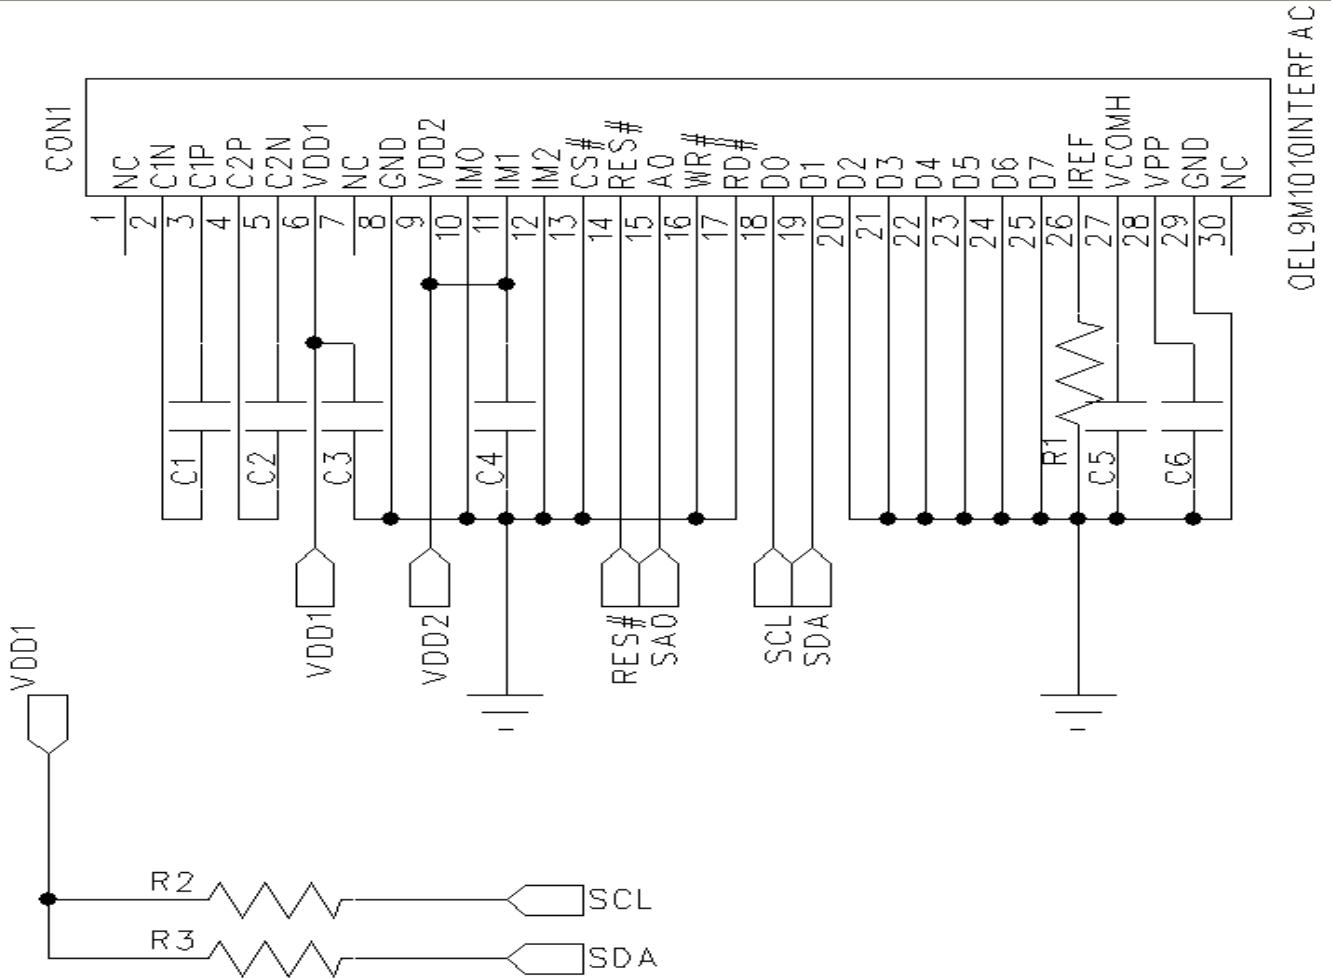 CON1
OEL9M1010INTERFAC
NC
C1N
C1P
C2P
C2N
VDD1
NC
GND
VDD2
IM0
IM1
IM2
CS#
RES#
A0
WR#
RD#
D0
D1
D2
D3
D4
D5
D6
D7
IREF
VCOMH
VPP
GND
NC
1
2
3
4
5
6
7
8
9
10
11
12
13
14
15
16
17
18
19
20
21
22
23
24
25
26
27
28
29
30
C1
C2
C3
C4
R1
C5
C6
VDD1
VDD2
RES#
SA0
SCL
SDA
VDD1
R2
SCL
R3
SDA